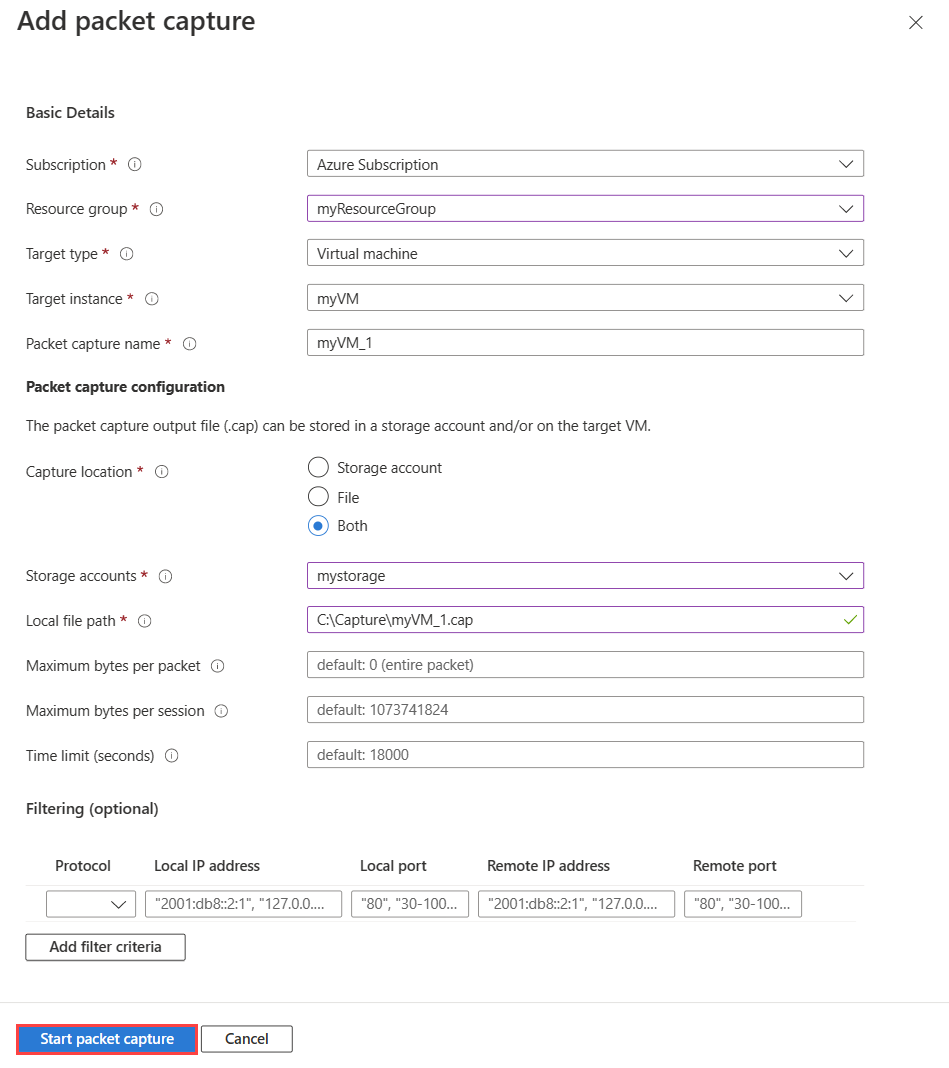 Add packet capture
Basic Details
Subscription *
Azure Subscription
Resource group *
myResourceGroup
Target type *
Virtual machine
Target instance *
myVM
Packet capture name *
myVM_1
Packet capture configuration
The packet capture output file (.cap) can be stored in a storage account and/or on the target VM.
Capture location *
Storage account
File
Both
Storage accounts *
mystorage
Local file path *
C:\Capture\myVM_1.cap
Maximum bytes per packet
default: 0 (entire packet)
Maximum bytes per session
default: 1073741824
Time limit (seconds)
default: 18000
Filtering (optional)
Protocol Local IP address Local port Remote IP address Remote port
"2001:db8::2:1", "127.0.0.... "80", "30-100... "2001:db8::2:1", "127.0.0.... "80", "30-100...
Add filter criteria
Start packet capture Cancel